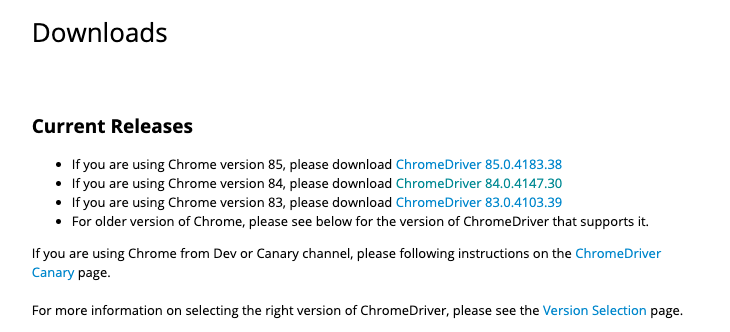 Downloads
Current Releases
• If you are using Chrome version 85, please download ChromeDriver 85.0.4183.38
• If you are using Chrome version 84, please download ChromeDriver 84.0.4147.30
• If you are using Chrome version 83, please download ChromeDriver 83.0.4103.39
• For older version of Chrome, please see below for the version of ChromeDriver that supports it.
If you are using Chrome from Dev or Canary channel, please following instructions on the ChromeDriver
Canary page.
For more information on selecting the right version of ChromeDriver, please see the Version Selection page.